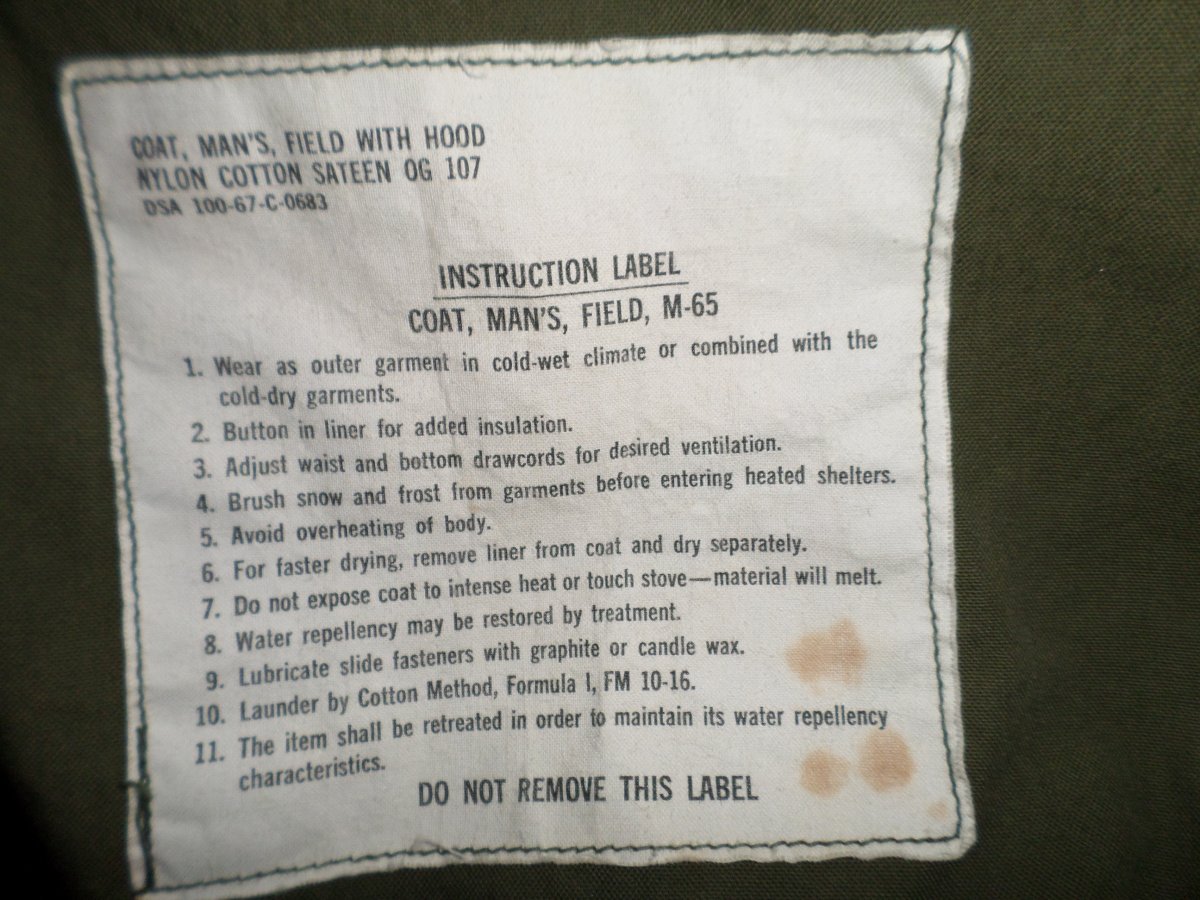 COAT, MAN'S, FIELD WITH HOOD
NYLON COTTON SATEEN OG 107
DSA 100-67-C-0683
INSTRUCTION LABEL
COAT, MAN'S, FIELD, M-65
1. Wear as outer garment in cold-wet climate or combined with the
cold-dry garments.
2. Button in liner for added insulation.
3. Adjust waist and bottom drawcords for desired ventilation.
4. Brush snow and frost from garments before entering heated shelters.
5. Avoid overheating of body.
6. For faster drying, remove liner from coat and dry separately.
7. Do not expose coat to intense heat or touch stove—material will melt.
8. Water repellency may be restored by treatment.
9. Lubricate slide fasteners with graphite or candle wax.
10. Launder by Cotton Method, Formula I, FM 10-16.
11. The item shall be retreated in order to maintain its water repellency
characteristics.
DO NOT REMOVE THIS LABEL